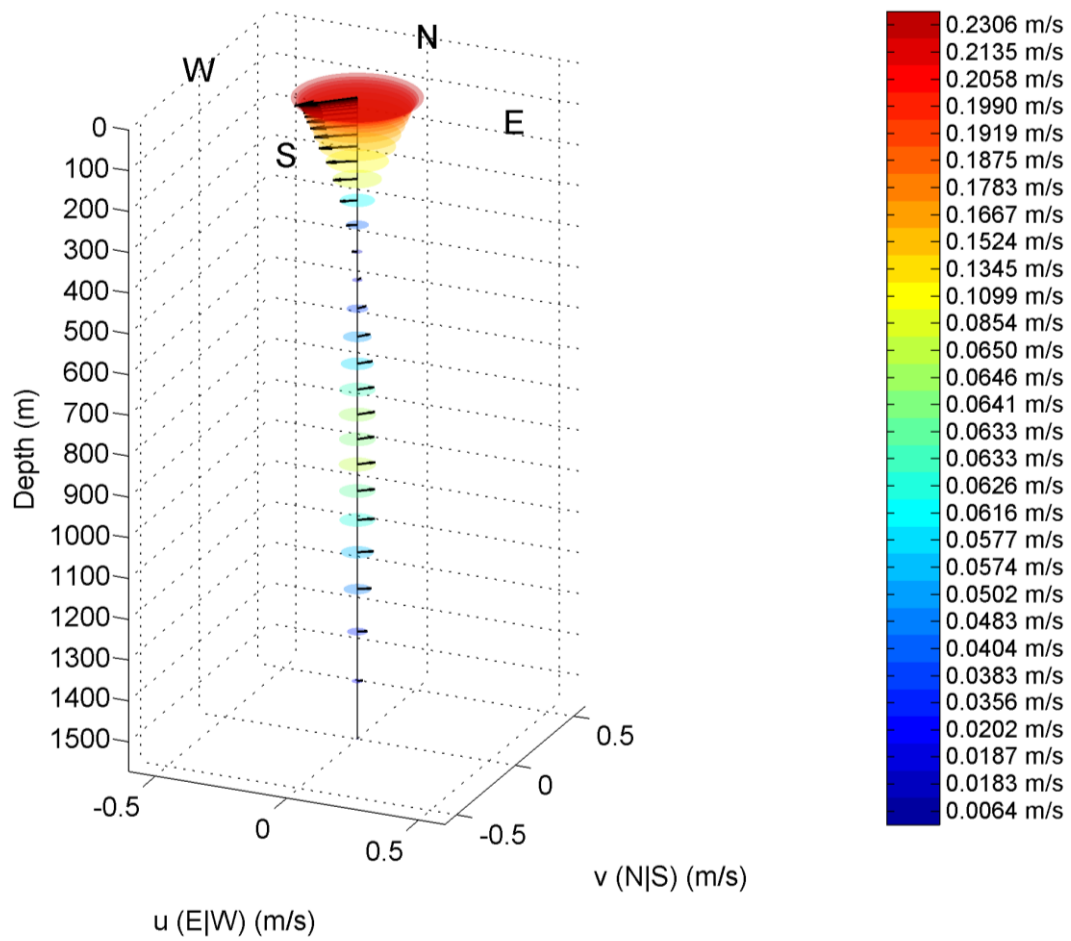 N
W
E
S
0
100
200
300
400
500
600
700
800
900
1000
1100
1200
1300
1400
1500
Depth (m)
-0.5
0
0.5
u (E|W) (m/s)
-0.5
0
0.5
v (N|S) (m/s)
0.2306 m/s
0.2135 m/s
0.2058 m/s
0.1990 m/s
0.1919 m/s
0.1875 m/s
0.1783 m/s
0.1667 m/s
0.1524 m/s
0.1345 m/s
0.1099 m/s
0.0854 m/s
0.0650 m/s
0.0646 m/s
0.0641 m/s
0.0633 m/s
0.0633 m/s
0.0626 m/s
0.0616 m/s
0.0577 m/s
0.0574 m/s
0.0502 m/s
0.0483 m/s
0.0404 m/s
0.0383 m/s
0.0356 m/s
0.0202 m/s
0.0187 m/s
0.0183 m/s
0.0064 m/s